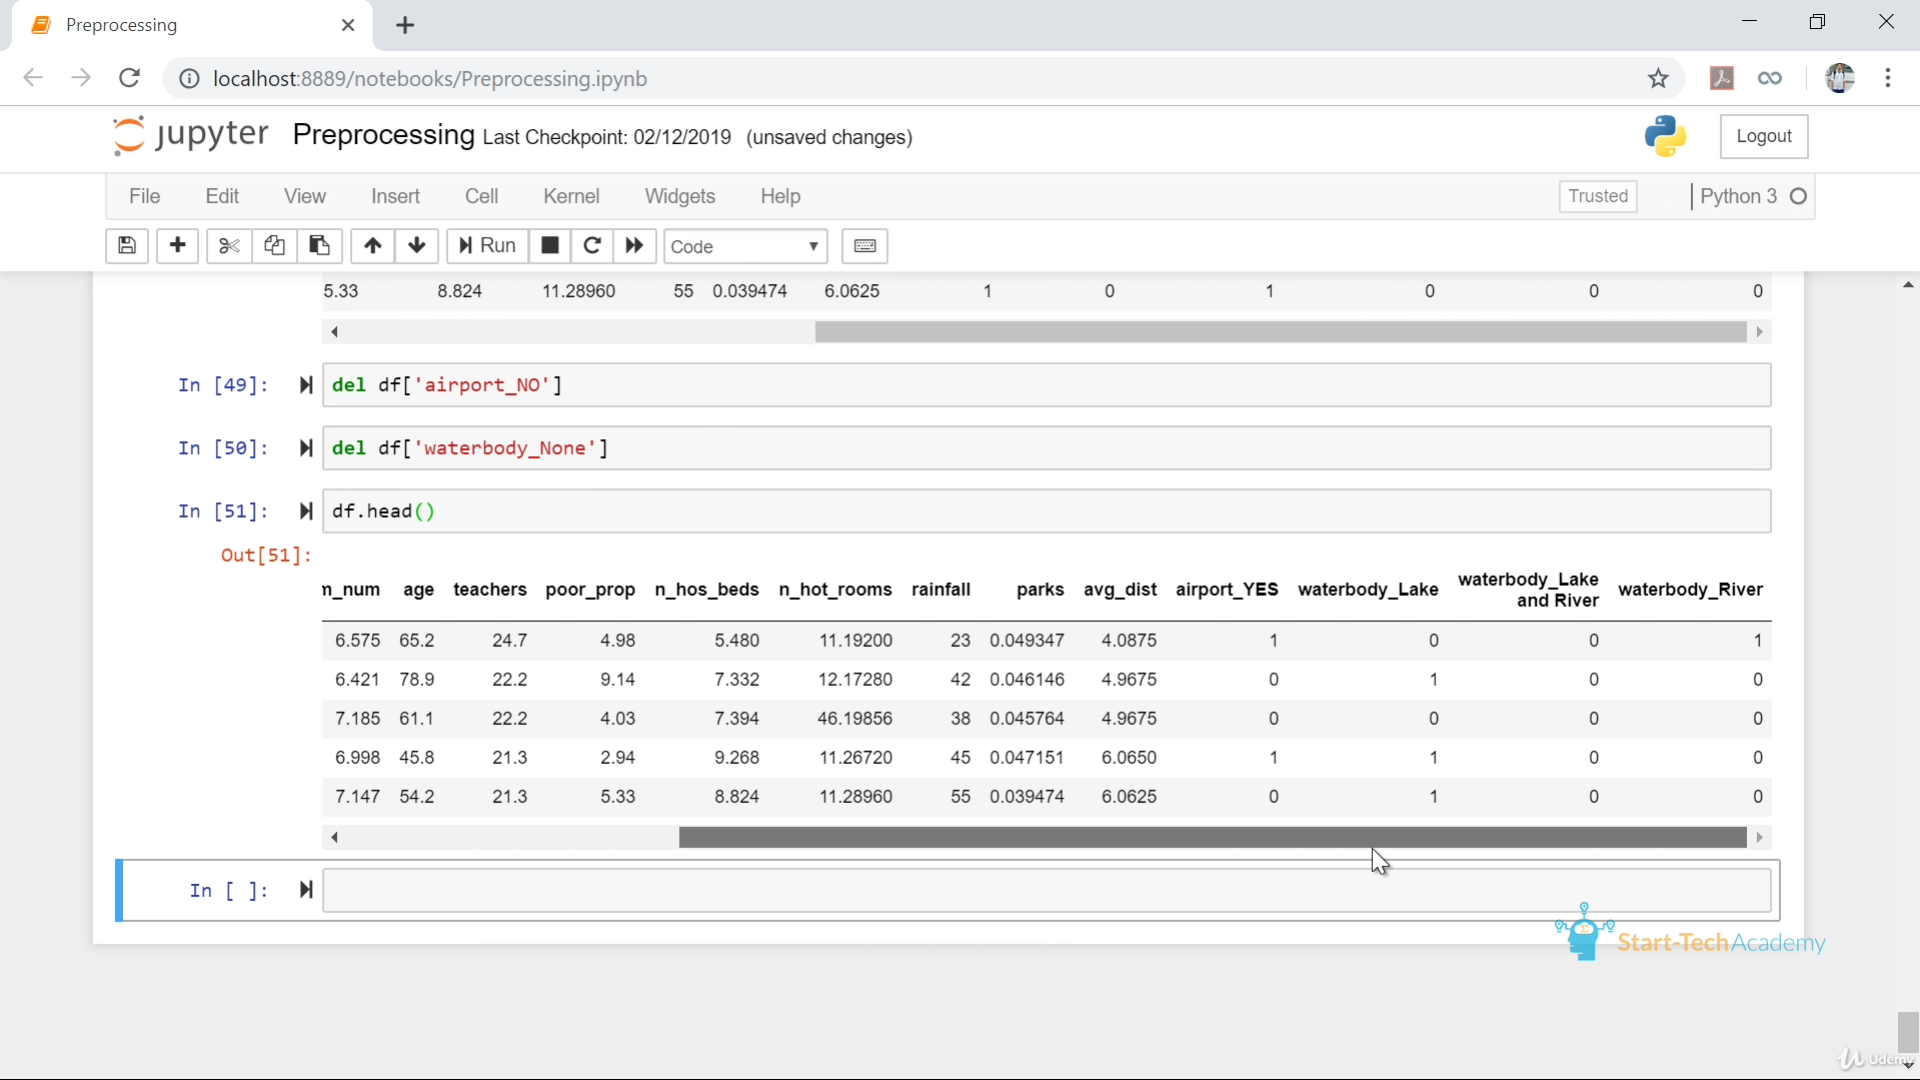 Preprocessing
localhost:8889/notebooks/Preprocessing.ipynb
jupyter Preprocessing Last Checkpoint: 02/12/2019 (unsaved changes) Logout
File Edit View Insert Cell Kernel Widgets Help Trusted Python 3
Run Code
5.33 8.824 11.28960 55 0.039474 6.0625 1 0 1 0 0 0
In [49]: del df['airport_NO']
In [50]: del df['waterbody_None']
In [51]: df.head()
Out[51]:
m_num age teachers poor_prop n_hos_beds n_hot_rooms rainfall parks avg_dist airport_YES waterbody_Lake waterbody_Lake and River waterbody_River
6.575 65.2 24.7 4.98 5.480 11.19200 23 0.049347 4.0875 1 0 0 1
6.421 78.9 22.2 9.14 7.332 12.17280 42 0.046146 4.9675 0 1 0 0
7.185 61.1 22.2 4.03 7.394 46.19856 38 0.045764 4.9675 0 0 0 0
6.998 45.8 21.3 2.94 9.268 11.26720 45 0.047151 6.0650 1 1 0 0
7.147 54.2 21.3 5.33 8.824 11.28960 55 0.039474 6.0625 0 1 0 0
In [ ]:
Start-TechAcademy
Udemy